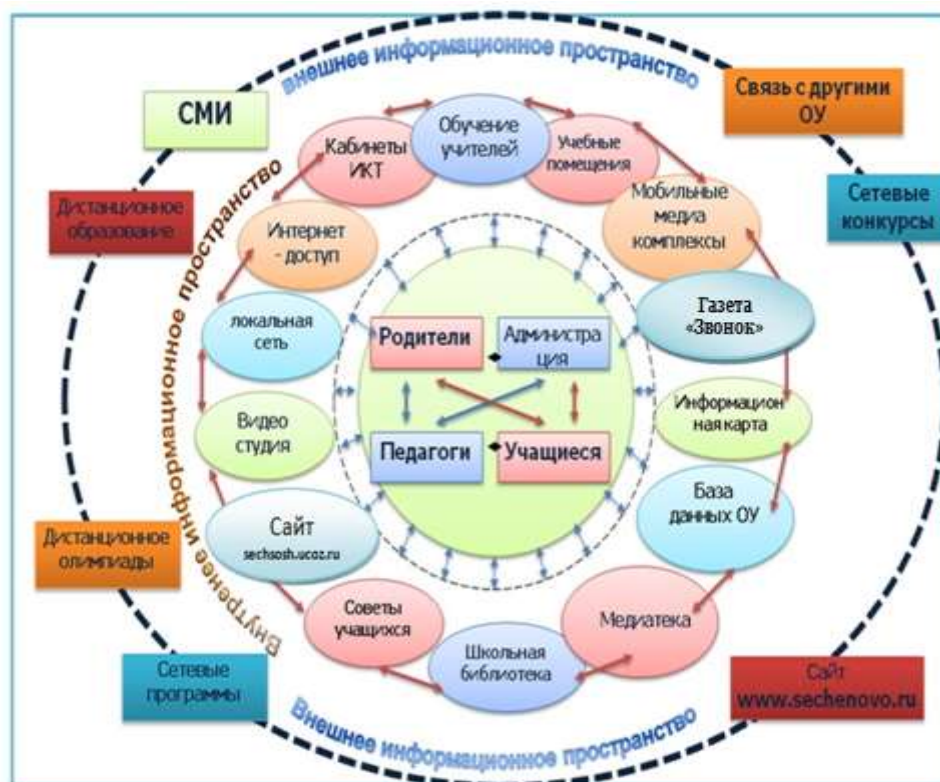 внешнее информационное пространство
СМИ
Связь с другими
ОУ
Дистанционное
образование
Сетевые
конкурсы
Дистанционное
олимпиады
Сетевые
программы
Сайт
www.sechenovo.ru
Внешнее информационное пространство
Внутренее информационное пространство
Обучение
учителей
Учебные
помещения
Мобильные
медиа
комплексы
Газета
«Звонок»
Информацион
ная карта
База
данных ОУ
Медиатека
Школьная
библиотека
Советы
учащихся
Сайт
sechsosh.ucoz.ru
Видео
студия
локальная
сеть
Интернет
- доступ
Кабинеты
ИКТ
Родители
Администра
ция
Педагоги
Учащиеся